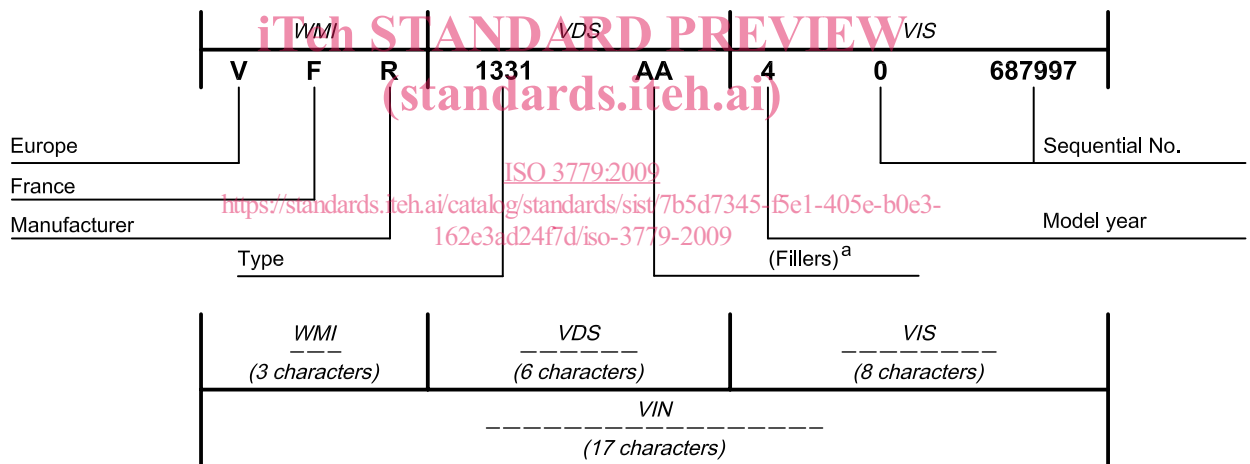 WMI VDS VIS
iTeh STANDARD PREVIEW
V F R 1331 AA 4 0 687997
(standards.iteh.ai)
Europe Sequential No.
ISO 3779:2009
France
https://standards.iteh.ai/catalog/standards/sist/7b5d7345-f5e1-405e-b0e3-
Manufacturer Model year
162e3ad24f7d/iso-3779-2009
Type (Fillers) a
WMI VDS VIS
(3 characters) (6 characters) (8 characters)
VIN
(17 characters)